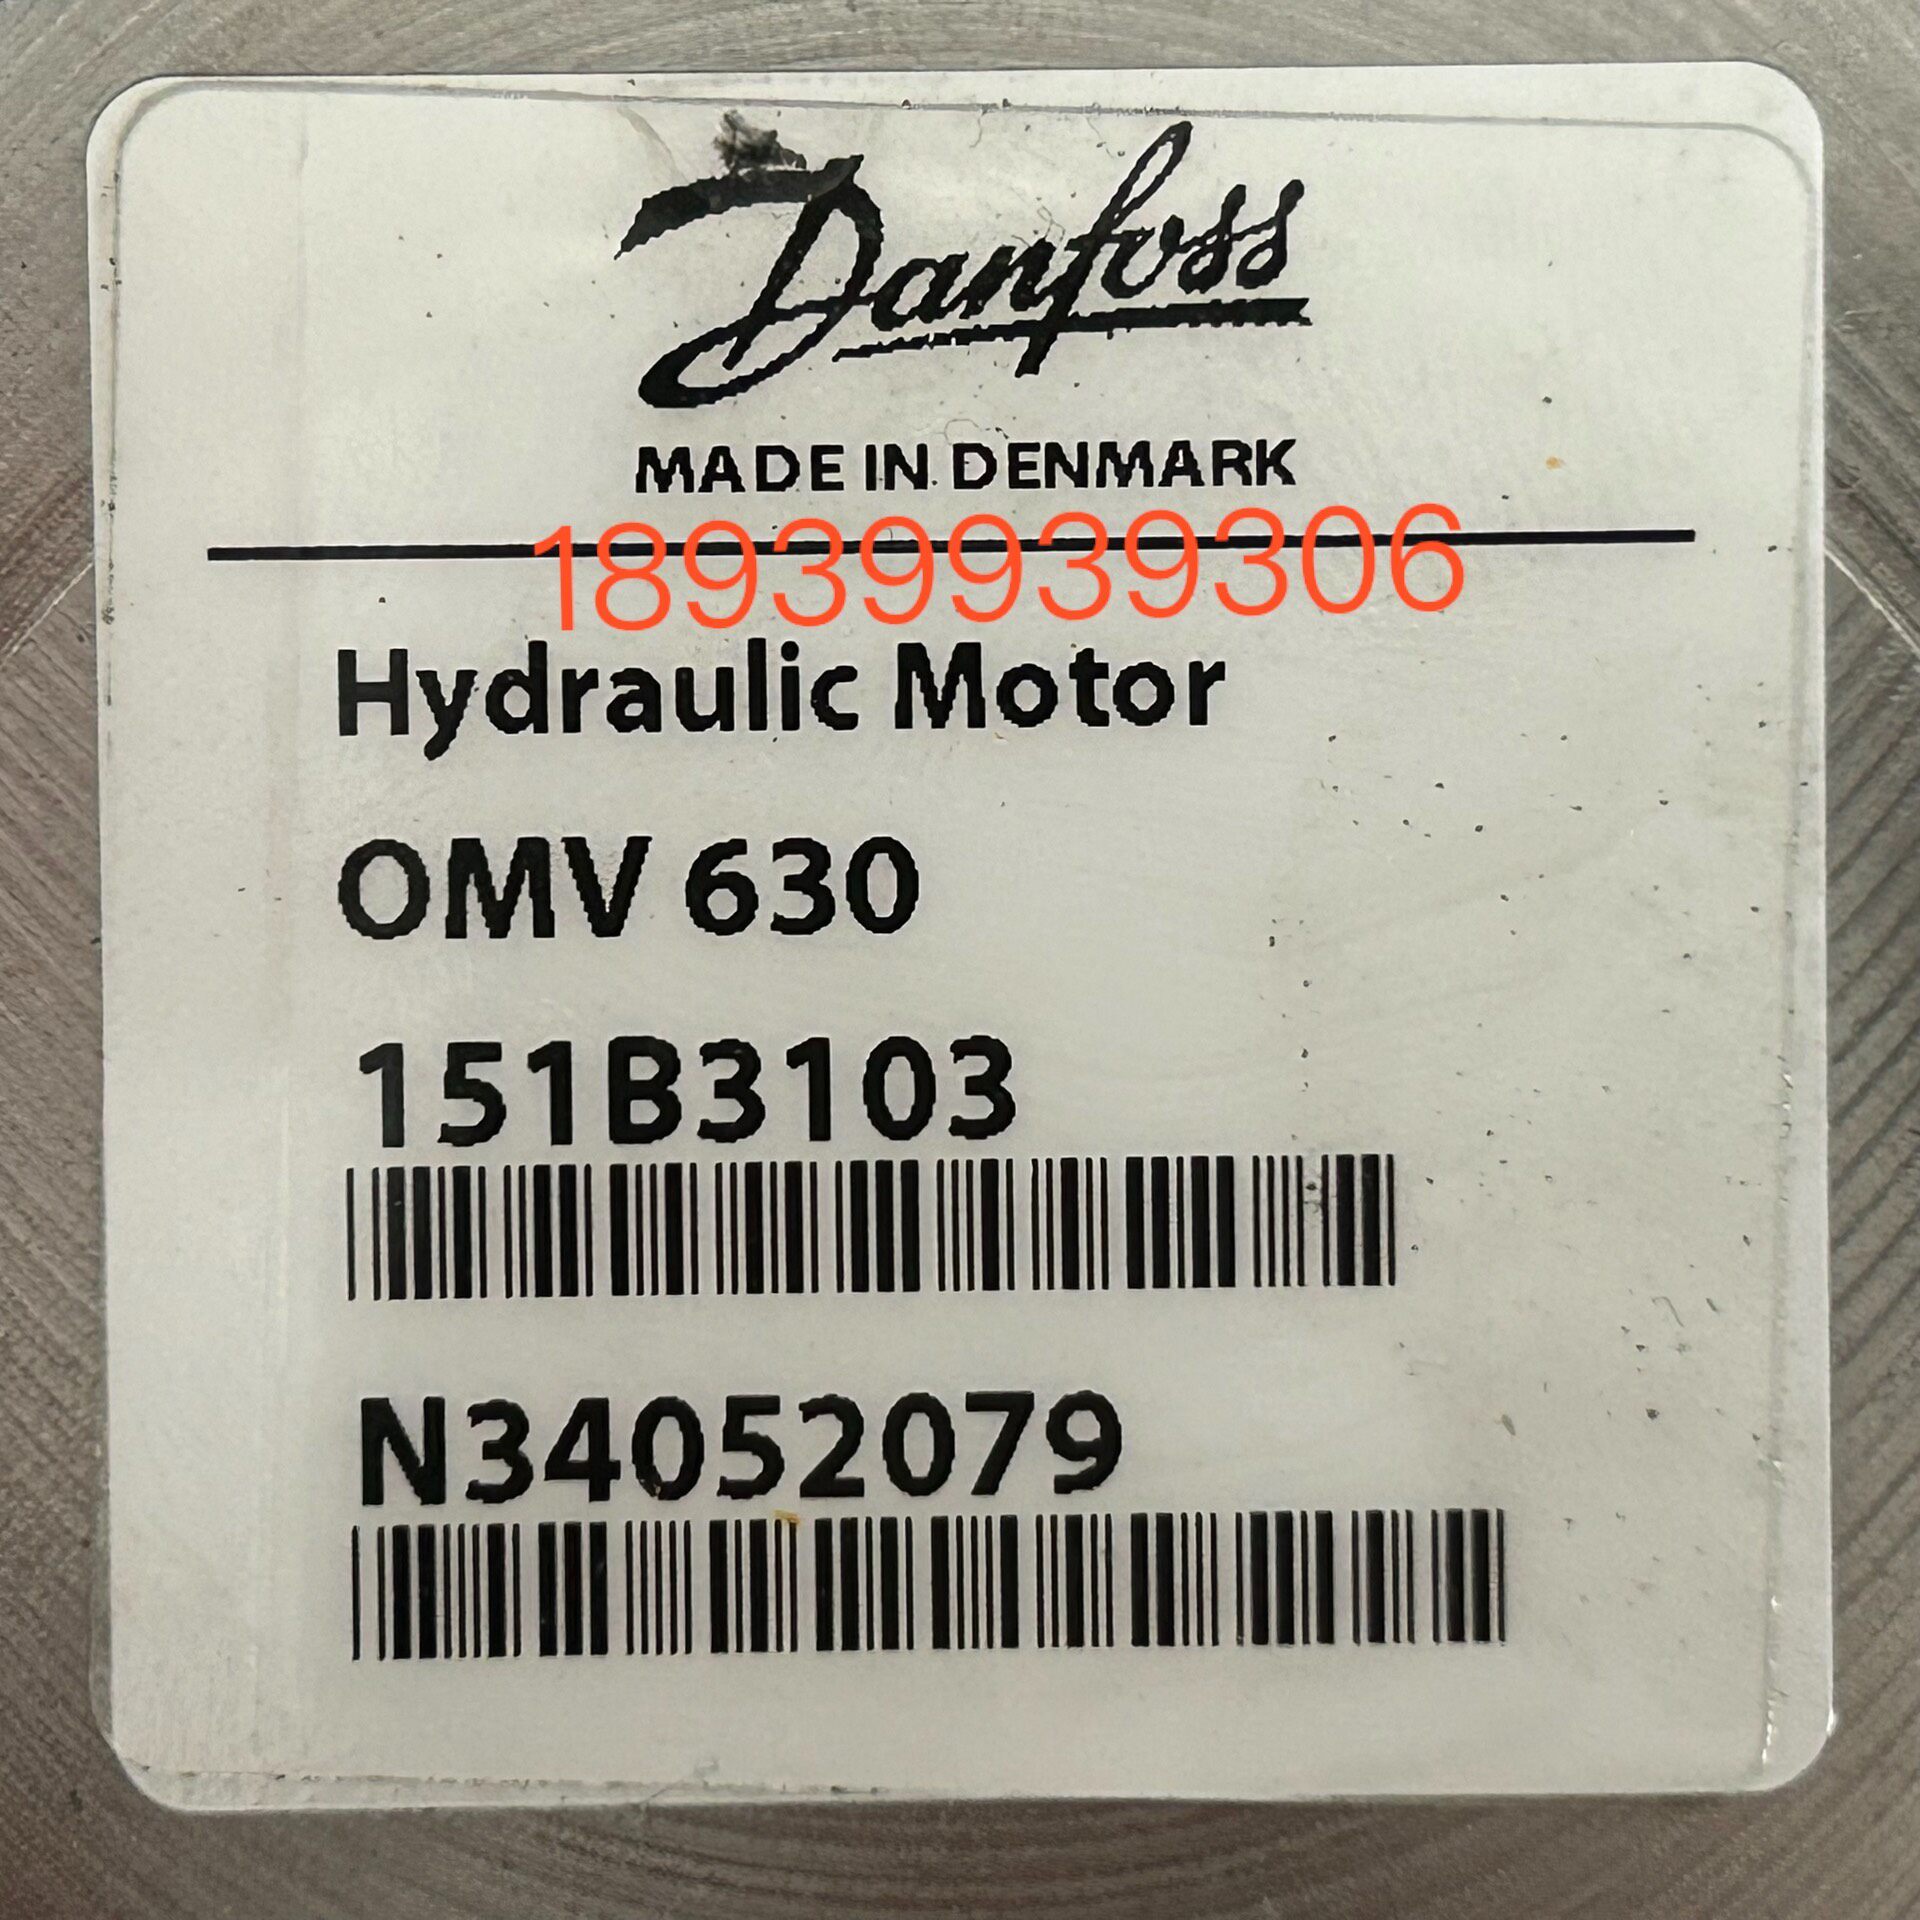 Danfoss
MADE IN DENMARK
18939939306
Hydraulic Motor
OMV 630
151B3103
N34052079